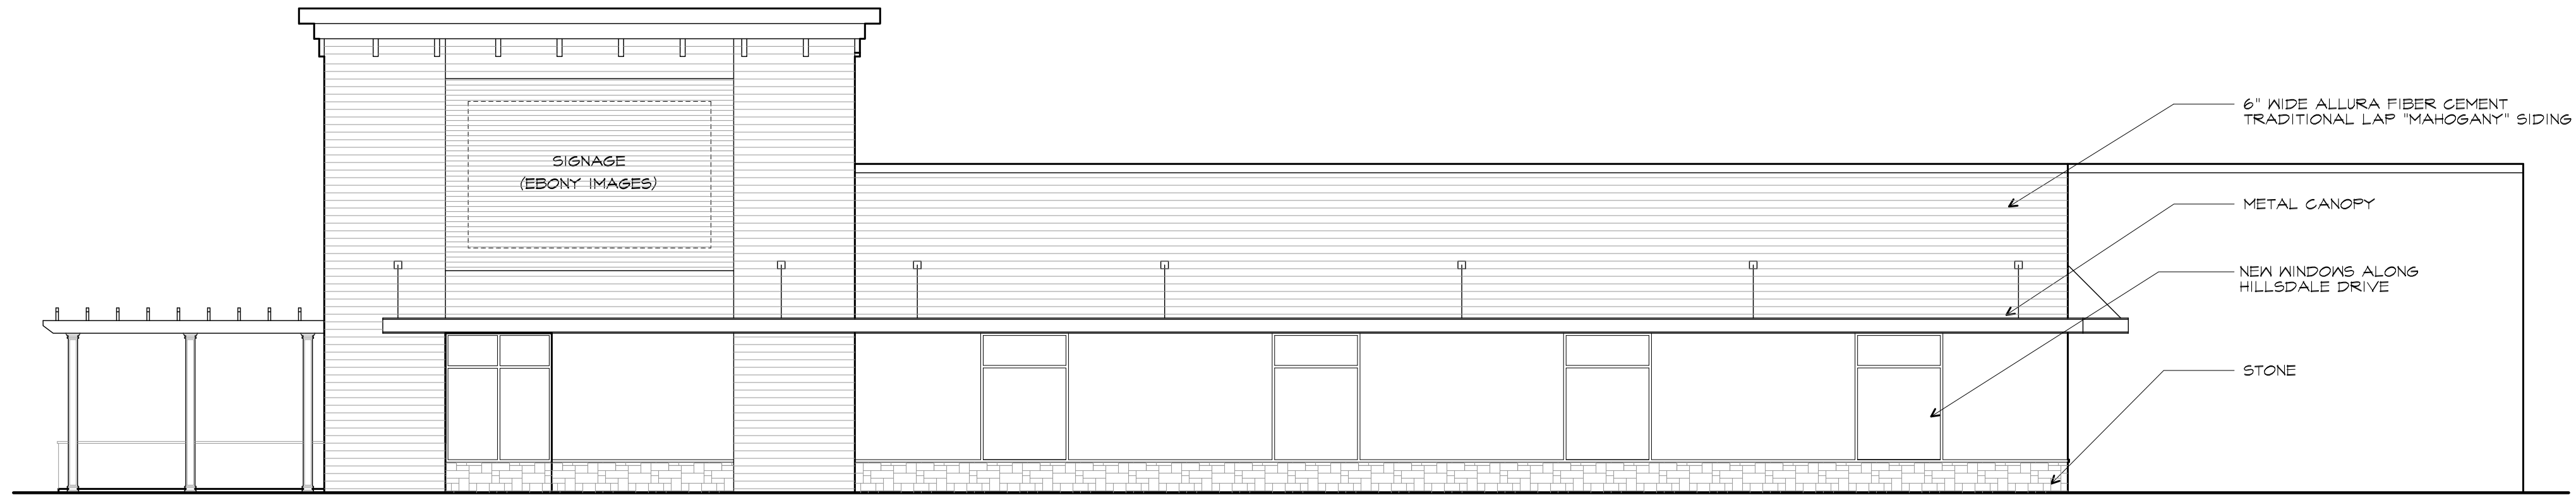 SIGNAGE
(EBONY IMAGES)
6" WIDE ALLURA FIBER CEMENT
TRADITIONAL LAP "MAHOGANY" SIDING
METAL CANOPY
NEW WINDOWS ALONG
HILLSDALE DRIVE
STONE